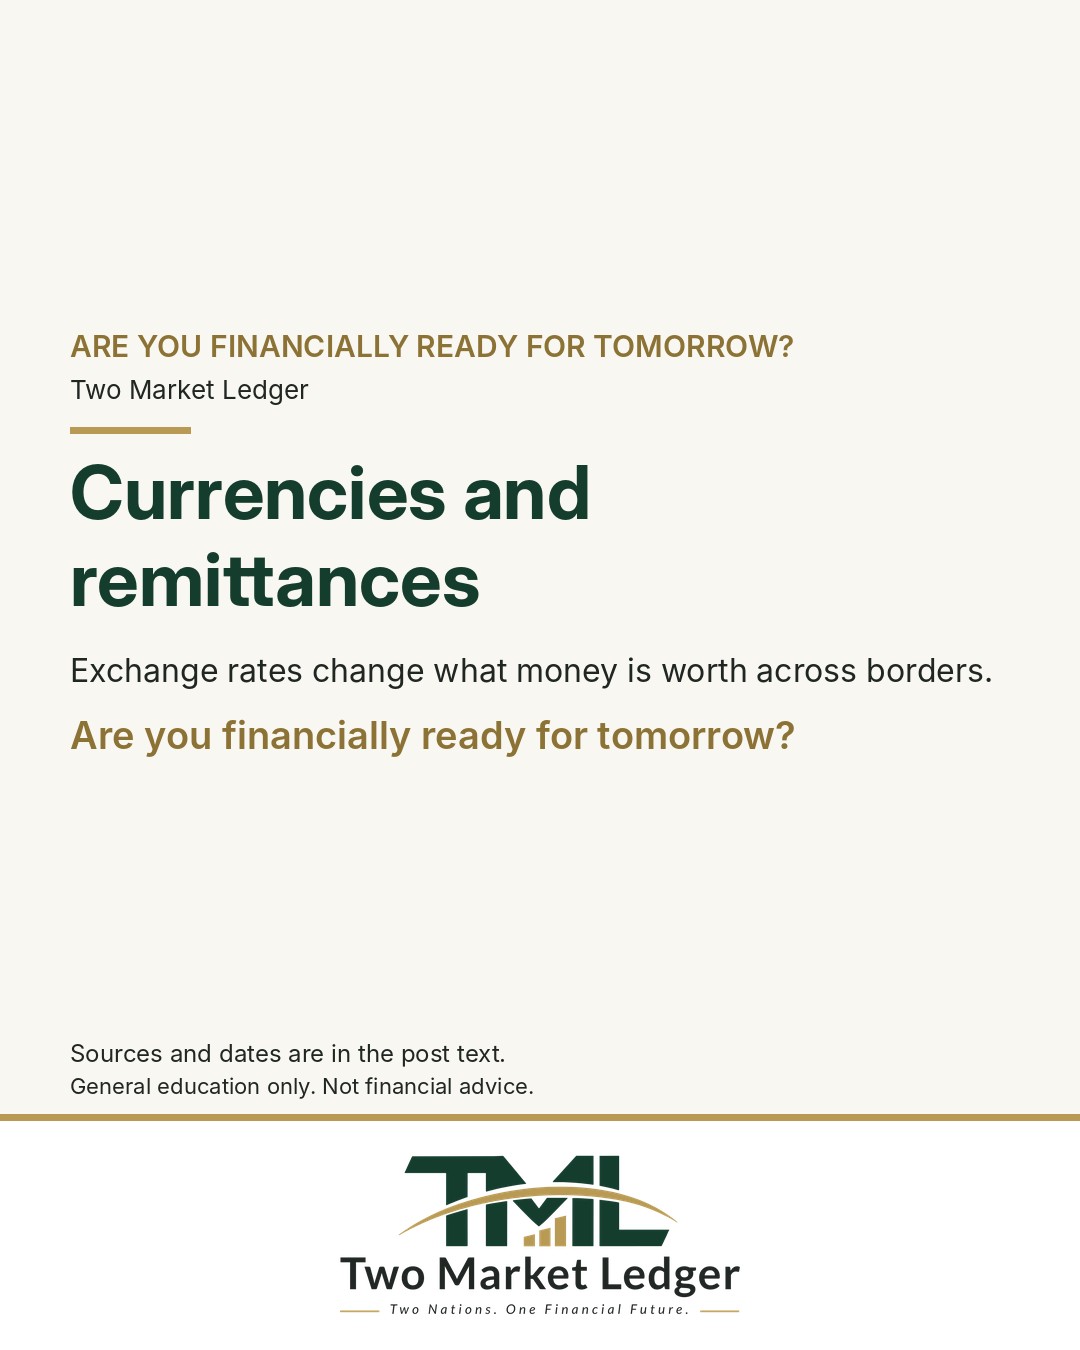 ARE YOU FINANCIALLY READY FOR TOMORROW?
Two Market Ledger
Currencies and
remittances
Exchange rates change what money is worth across borders.
Are you financially ready for tomorrow?
Sources and dates are in the post text.
General education only. Not financial advice.
TML
Two Market Ledger
Two Nations. One Financial Future.